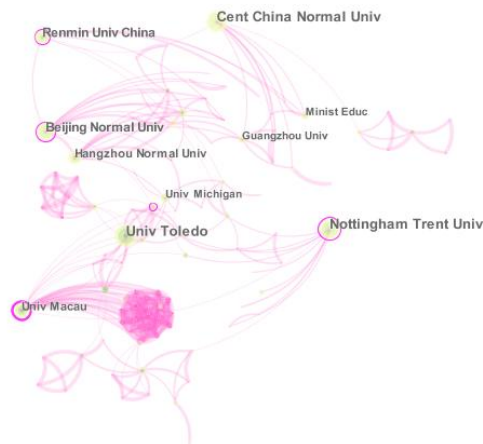 Cent China Normal Univ
Renmin Univ China
Minist Educ
Beijing Normal Univ
Guangzhou Univ
Hangzhou Normal Univ
Univ Michigan
Nottingham Trent Univ
Univ Toledo
Univ Macau